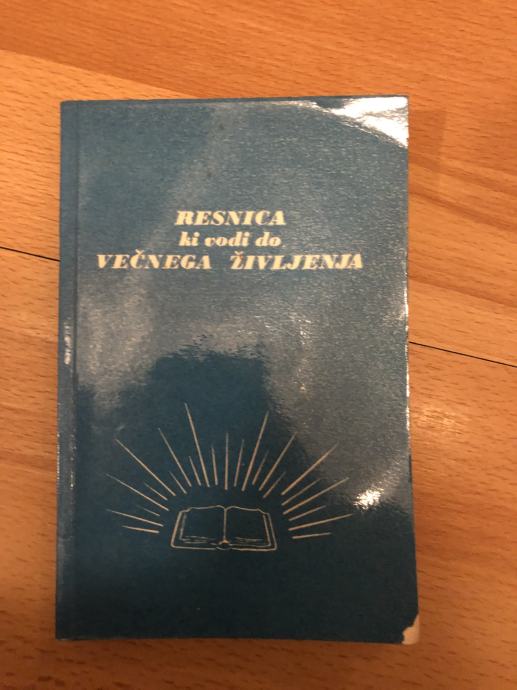 RESNICA
ki vodi do
VEČNEGA ŽIVLJENJA